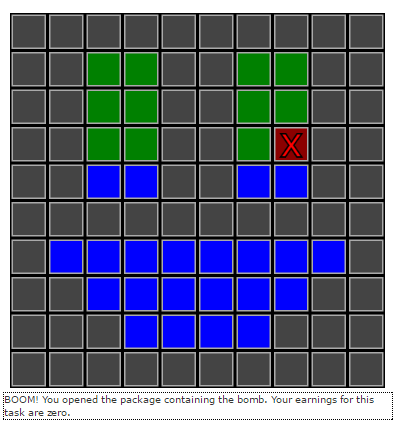 X
BOOM! You opened the package containing the bomb. Your earnings for this
task are zero.